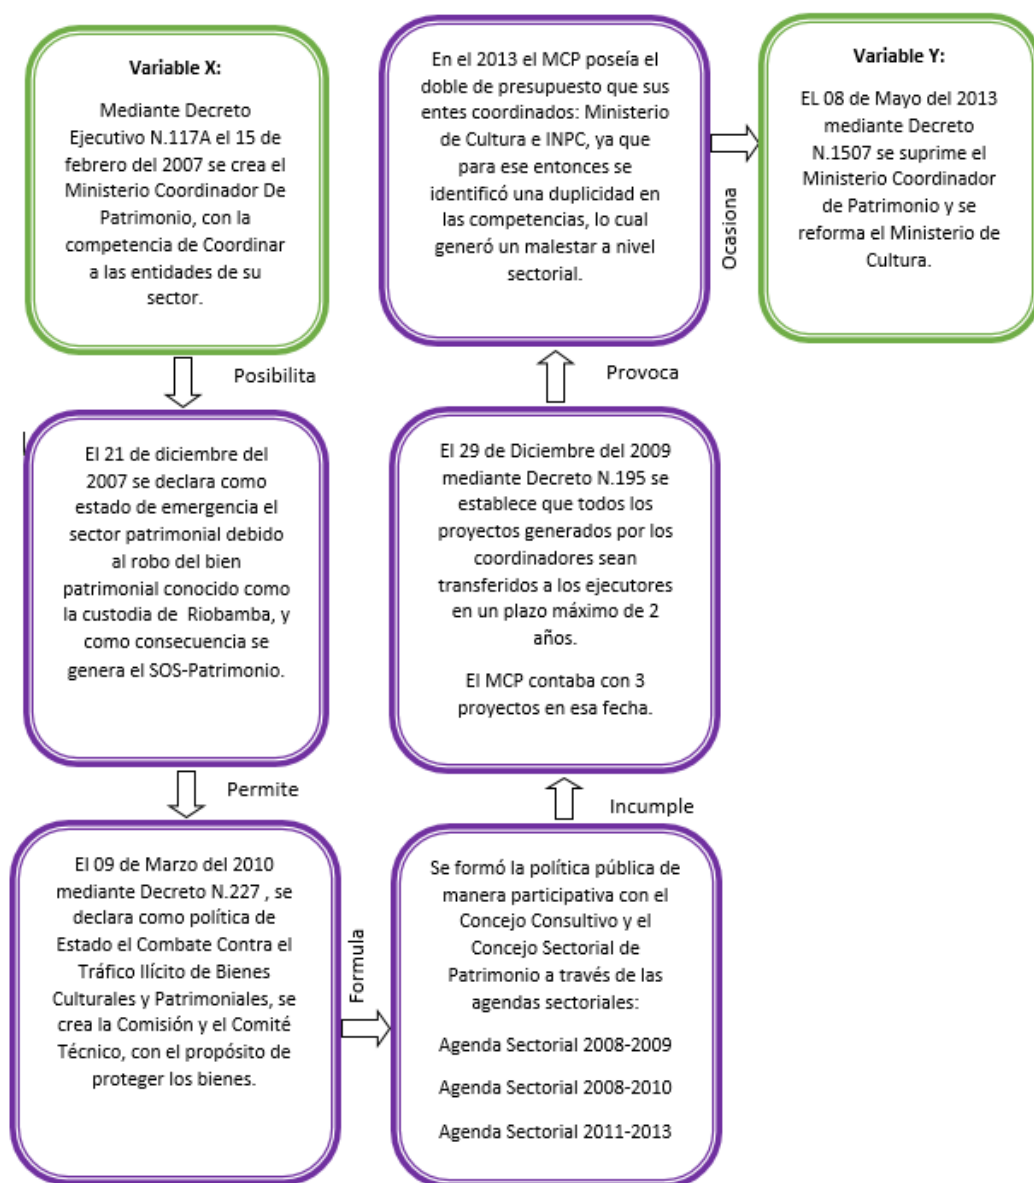 Variable X:
Mediante Decreto
Ejecutivo N.117A el 15 de
febrero del 2007 se crea el
Ministerio Coordinador De
Patrimonio, con la
competencia de Coordinar
a las entidades de su
sector.
Posibilita
El 21 de diciembre del
2007 se declara como
estado de emergencia el
sector patrimonial debido
al robo del bien
patrimonial conocido como
la custodia de Riobamba, y
como consecuencia se
genera el SOS-Patrimonio.
Permite
El 09 de Marzo del 2010
mediante Decreto N.227 , se
declara como política de
Estado el Combate Contra el
Tráfico Ilícito de Bienes
Culturales y Patrimoniales, se
crea la Comisión y el Comité
Técnico, con el propósito de
proteger los bienes.
Formula
Se formó la política pública de
manera participativa con el
Concejo Consultivo y el
Concejo Sectorial de
Patrimonio a través de las
agendas sectoriales:
Agenda Sectorial 2008-2009
Agenda Sectorial 2008-2010
Agenda Sectorial 2011-2013
Incumple
El 29 de Diciembre del 2009
mediante Decreto N.195 se
establece que todos los
proyectos generados por los
coordinadores sean
transferidos a los ejecutores
en un plazo máximo de 2
años.
El MCP contaba con 3
proyectos en esa fecha.
Provoca
En el 2013 el MCP poseía el
doble de presupuesto que sus
entes coordinados: Ministerio
de Cultura e INPC, ya que
para ese entonces se
identificó una duplicidad en
las competencias, lo cual
generó un malestar a nivel
sectorial.
Ocasiona
Variable Y:
EL 08 de Mayo del 2013
mediante Decreto
N.1507 se suprime el
Ministerio Coordinador
de Patrimonio y se
reforma el Ministerio de
Cultura.